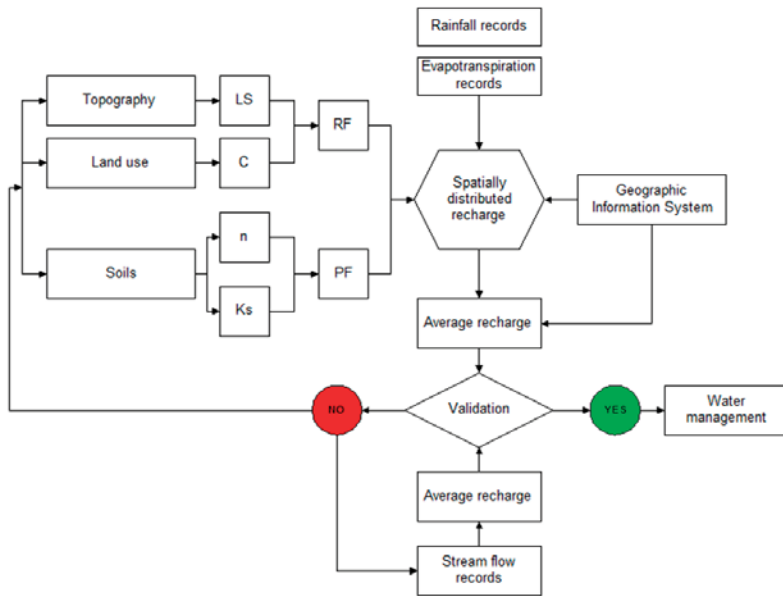 Rainfall records
Evapotranspiration
records
Topography
LS
RF
Land use
C
Spatially
distributed
recharge
Geographic
Information System
n
Soils
PF
Ks
Average recharge
NO
Validation
YES
Water
management
Average recharge
Stream flow
records